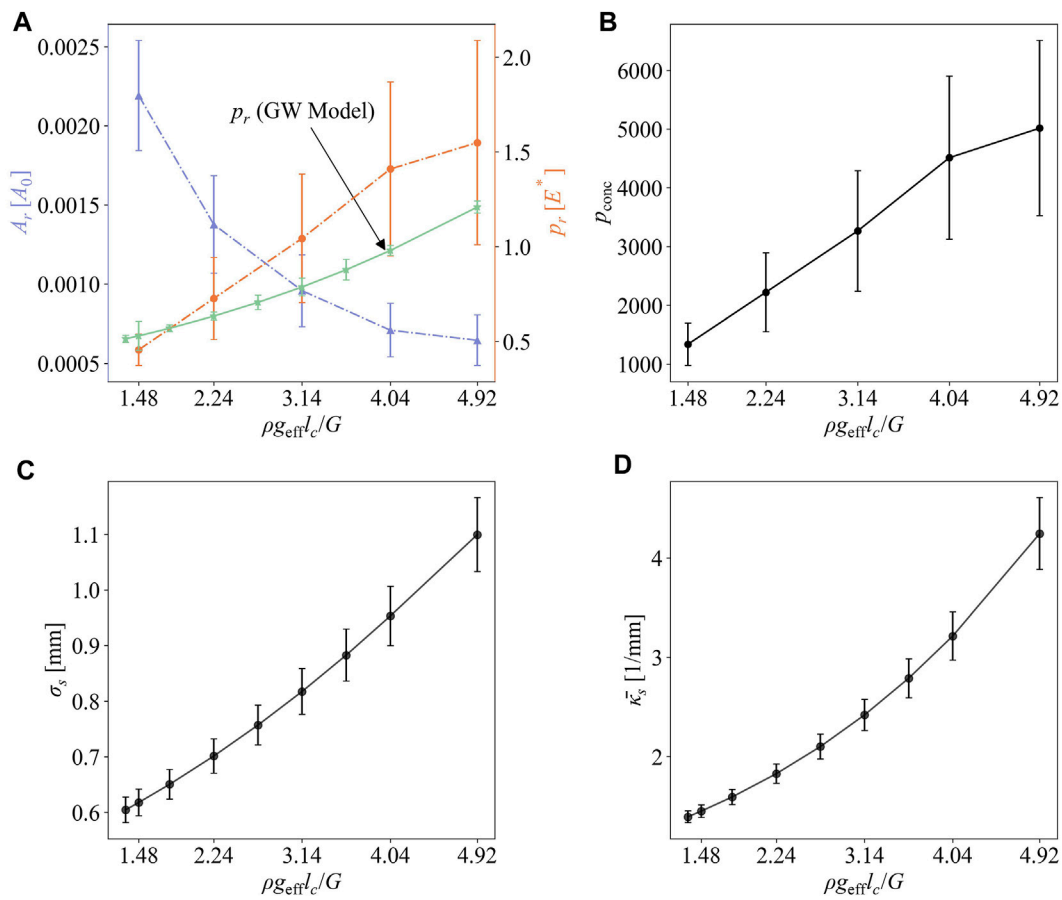 A
0.0025
0.0020
0.0015
0.0010
0.0005
A_r [A_0]
p_r (GW Model)
2.0
1.5
1.0
0.5
p_r [E^*]
1.48 2.24 3.14 4.04 4.92
ρg_eff l_c/G
B
6000
5000
4000
3000
2000
1000
p_conc
1.48 2.24 3.14 4.04 4.92
ρg_eff l_c/G
C
1.1
1.0
0.9
0.8
0.7
0.6
σ_s [mm]
1.48 2.24 3.14 4.04 4.92
ρg_eff l_c/G
D
4
3
2
κ̄_s [1/mm]
1.48 2.24 3.14 4.04 4.92
ρg_eff l_c/G